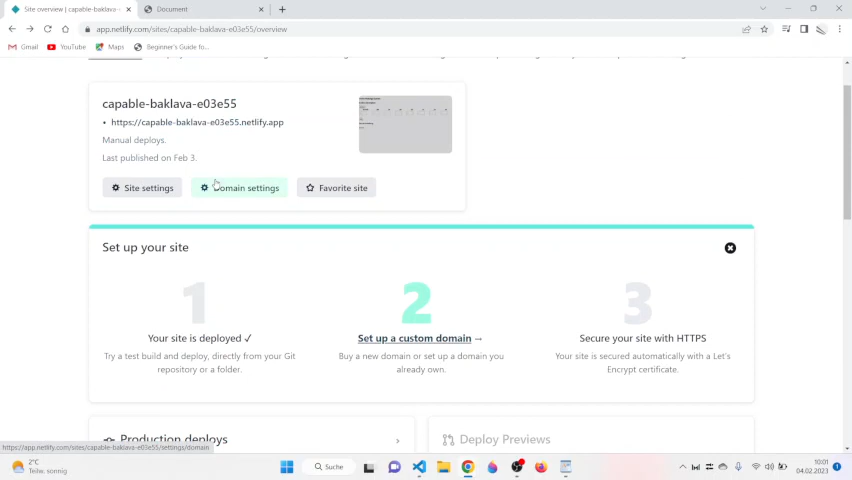 Site overview | capable-baklava-
Document
app.netlify.com/sites/capable-baklava-e03e55/overview
Gmail
YouTube
Maps
Beginner's Guide fo...
capable-baklava-e03e55
• https://capable-baklava-e03e55.netlify.app
Manual deploys.
Last published on Feb 3.
Site settings
Domain settings
Favorite site
Set up your site
1
2
3
Your site is deployed ✓
Set up a custom domain →
Secure your site with HTTPS
Try a test build and deploy, directly from your Git
repository or a folder.
Buy a new domain or set up a domain you
already own.
Your site is secured automatically with a Let's
Encrypt certificate.
Production deploys
Deploy Previews
https://app.netlify.com/sites/capable-baklava-e03e55/settings/domain
2°C
Teilw. sonnig
Suche
10:01
04.02.2023